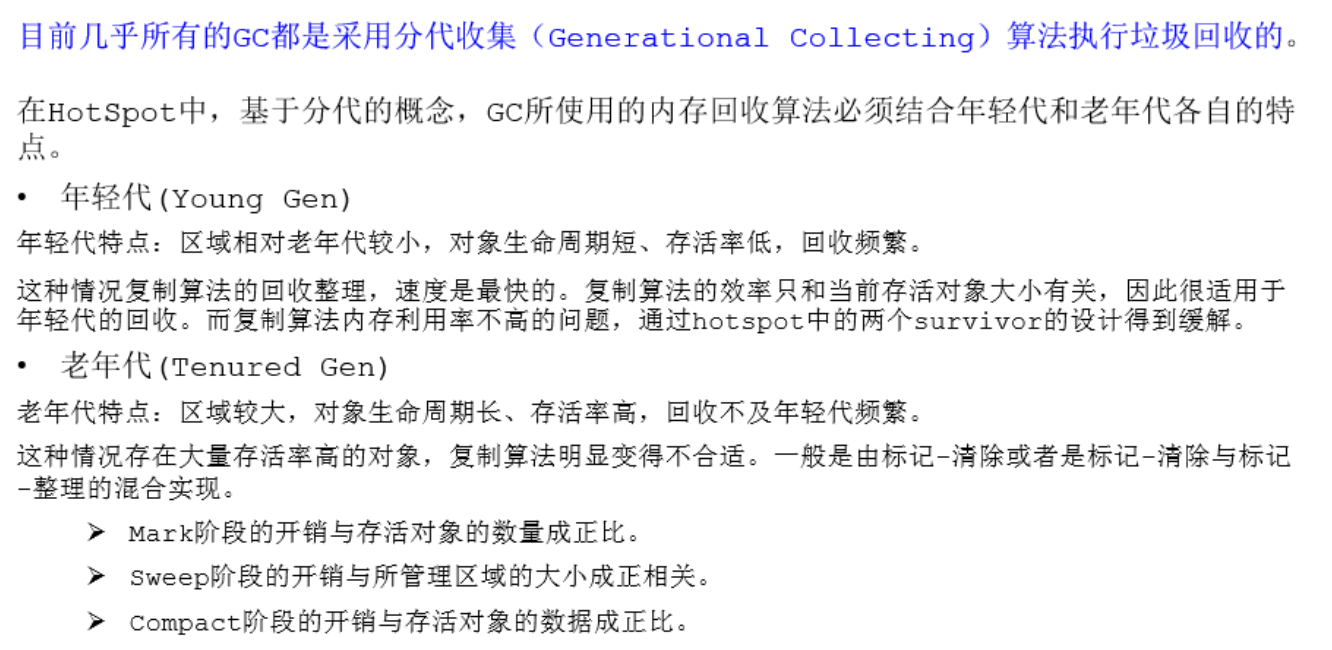 目前几乎所有的GC都是采用分代收集（Generational Collecting）算法执行垃圾回收的。
在HotSpot中，基于分代的概念，GC所使用的内存回收算法必须结合年轻代和老年代各自的特
点。
• 年轻代(Young Gen)
年轻代特点：区域相对老年代较小，对象生命周期短、存活率低，回收频繁。
这种情况复制算法的回收整理，速度是最快的。复制算法的效率只和当前存活对象大小有关，因此很适用于
年轻代的回收。而复制算法内存利用率不高的问题，通过hotspot中的两个survivor的设计得到缓解。
• 老年代(Tenured Gen)
老年代特点：区域较大，对象生命周期长、存活率高，回收不及年轻代频繁。
这种情况存在大量存活率高的对象，复制算法明显变得不合适。一般是由标记-清除或者是标记-清除与标记
-整理的混合实现。
➢ Mark阶段的开销与存活对象的数量成正比。
➢ Sweep阶段的开销与所管理区域的大小成正相关。
➢ Compact阶段的开销与存活对象的数据成正比。